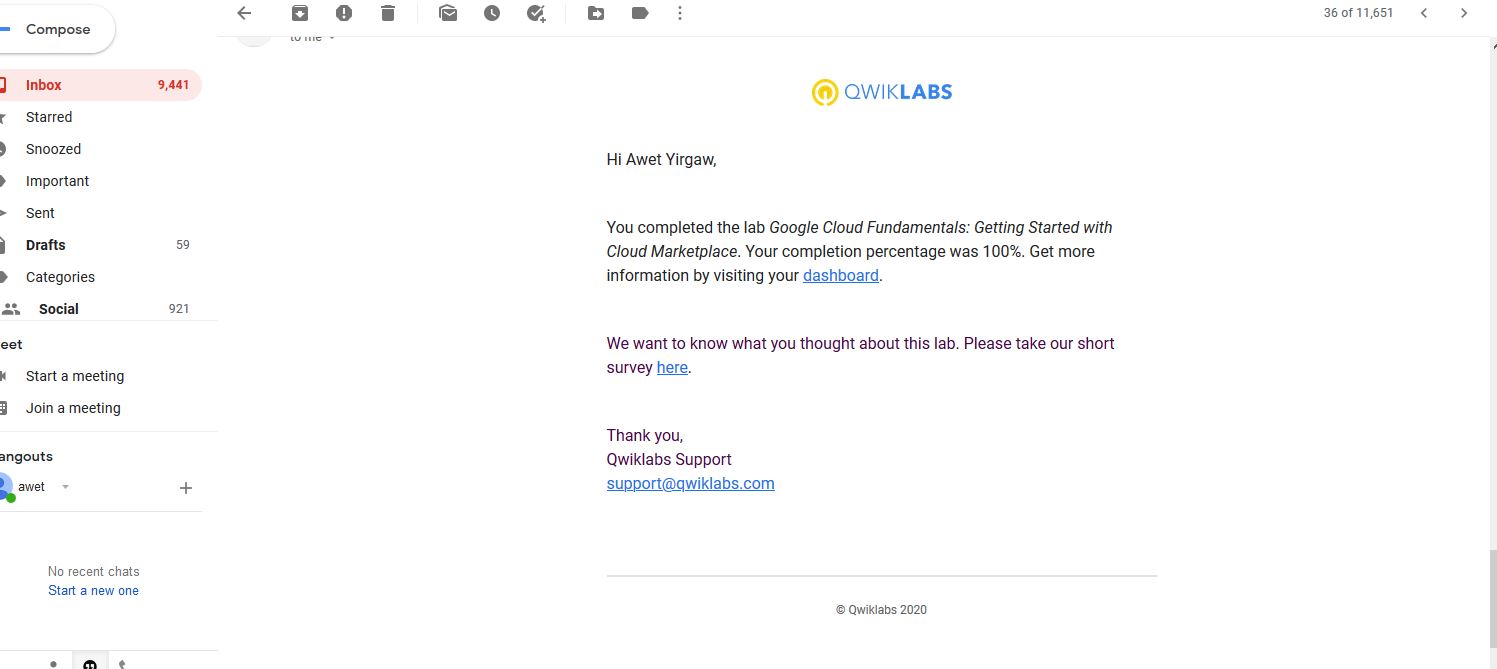 Compose
36 of 11,651
to me
Inbox 9,441
Starred
Snoozed
Important
Sent
Drafts 59
Categories
Social 921
eet
Start a meeting
Join a meeting
angouts
awet
No recent chats
Start a new one
QWIKLABS
Hi Awet Yirgaw,
You completed the lab Google Cloud Fundamentals: Getting Started with
Cloud Marketplace. Your completion percentage was 100%. Get more
information by visiting your dashboard.
We want to know what you thought about this lab. Please take our short
survey here.
Thank you,
Qwiklabs Support
support@qwiklabs.com
© Qwiklabs 2020